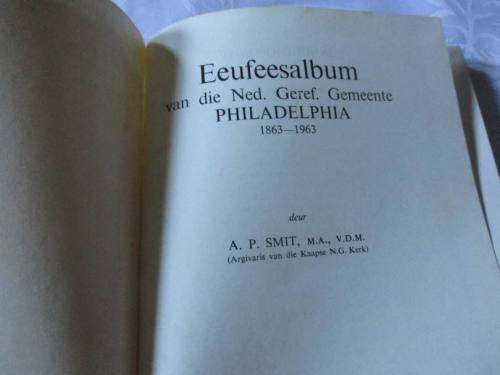 Eeufeesalbum
van die Ned. Geref. Gemeente
PHILADELPHIA
1863—1963
deur
A. P. SMIT, M.A., V.D.M.
(Argivaris van die Kaapse N.G. Kerk)